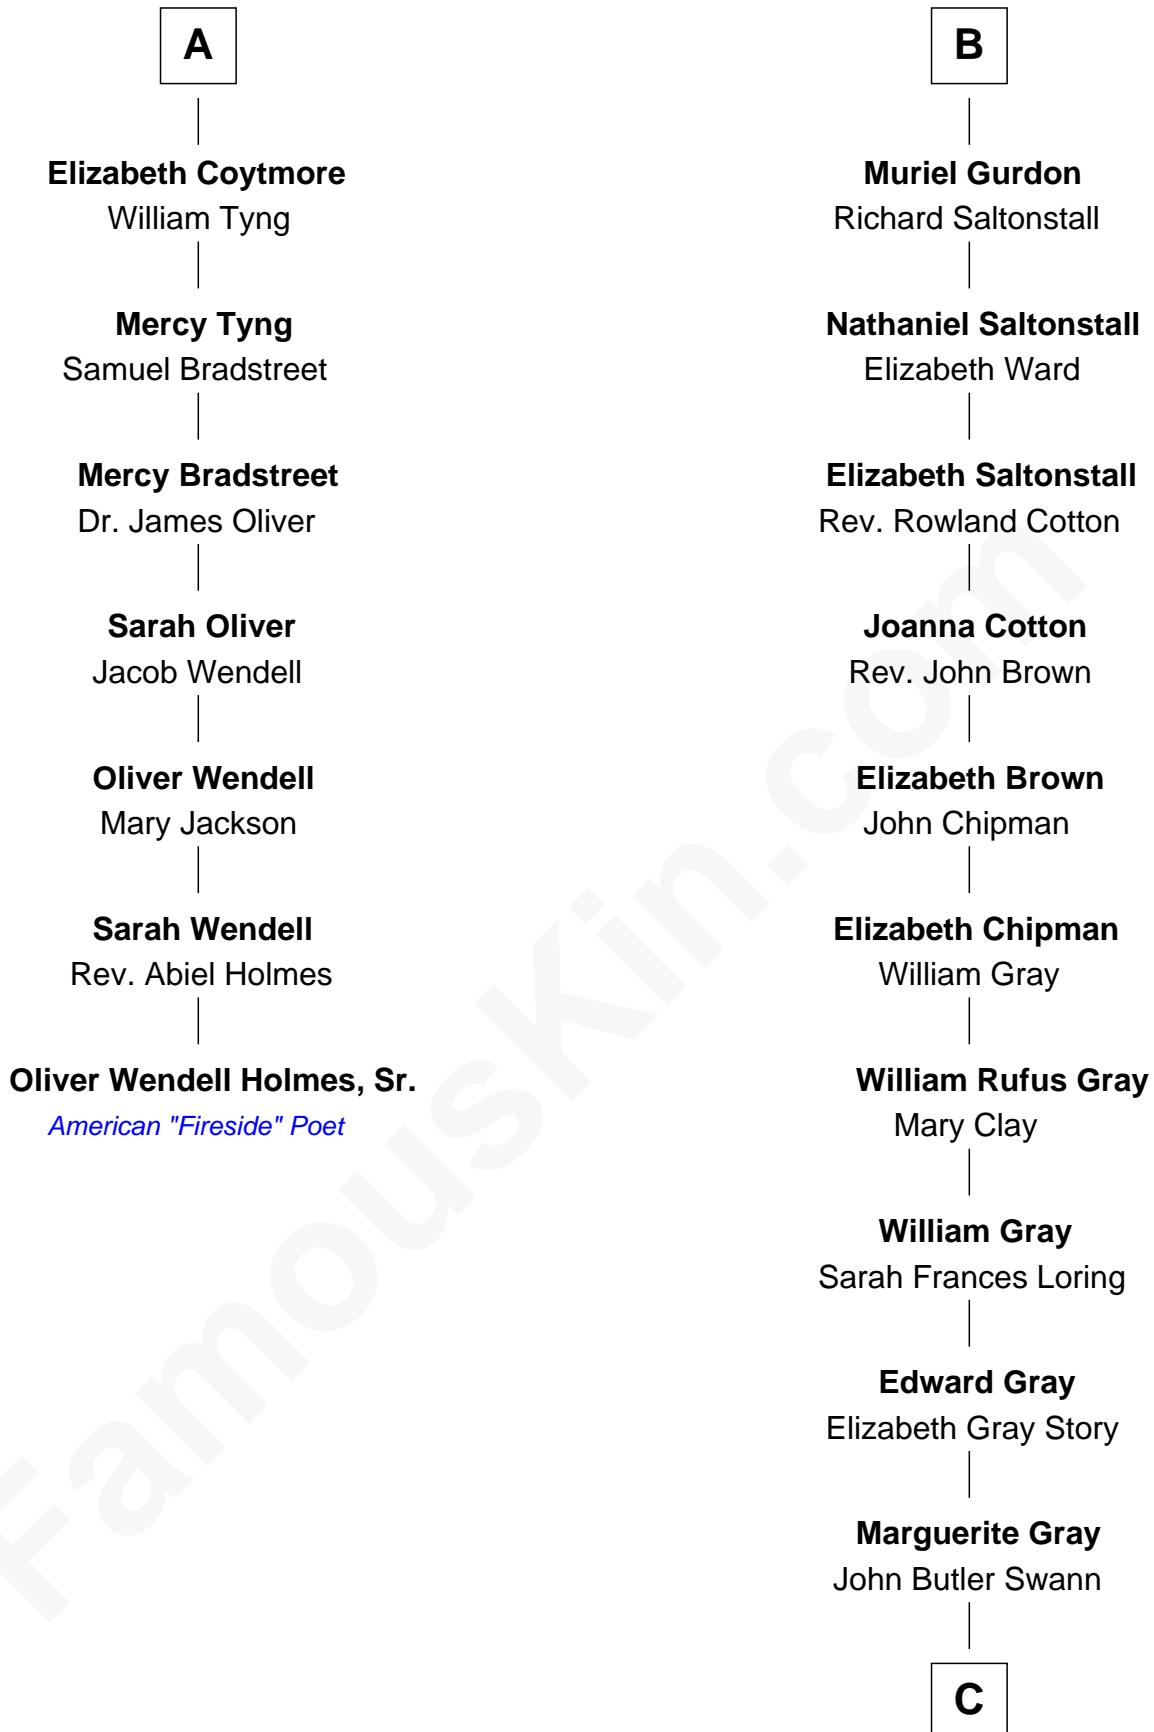 A
Elizabeth Coytmore
William Tyng
Mercy Tyng
Samuel Bradstreet
Mercy Bradstreet
Dr. James Oliver
Sarah Oliver
Jacob Wendell
Oliver Wendell
Mary Jackson
Sarah Wendell
Rev. Abiel Holmes
Oliver Wendell Holmes, Sr.
American "Fireside" Poet
B
Muriel Gurdon
Richard Saltonstall
Nathaniel Saltonstall
Elizabeth Ward
Elizabeth Saltonstall
Rev. Rowland Cotton
Joanna Cotton
Rev. John Brown
Elizabeth Brown
John Chipman
Elizabeth Chipman
William Gray
William Rufus Gray
Mary Clay
William Gray
Sarah Frances Loring
Edward Gray
Elizabeth Gray Story
Marguerite Gray
John Butler Swann
C
FamousKin.com